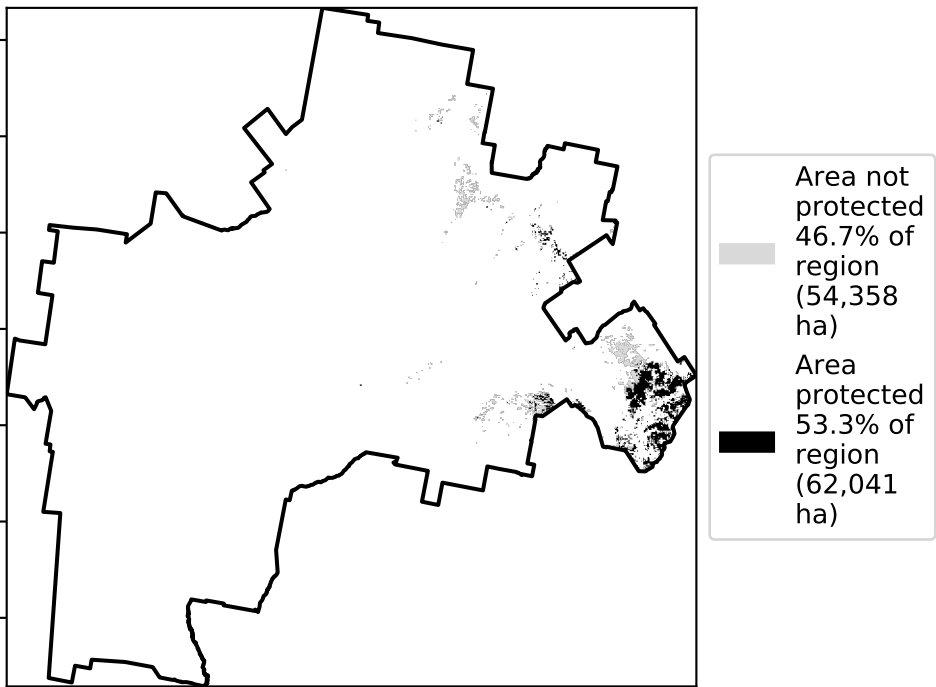 Area not
protected
46.7% of
region
(54,358
ha)
Area
protected
53.3% of
region
(62,041
ha)